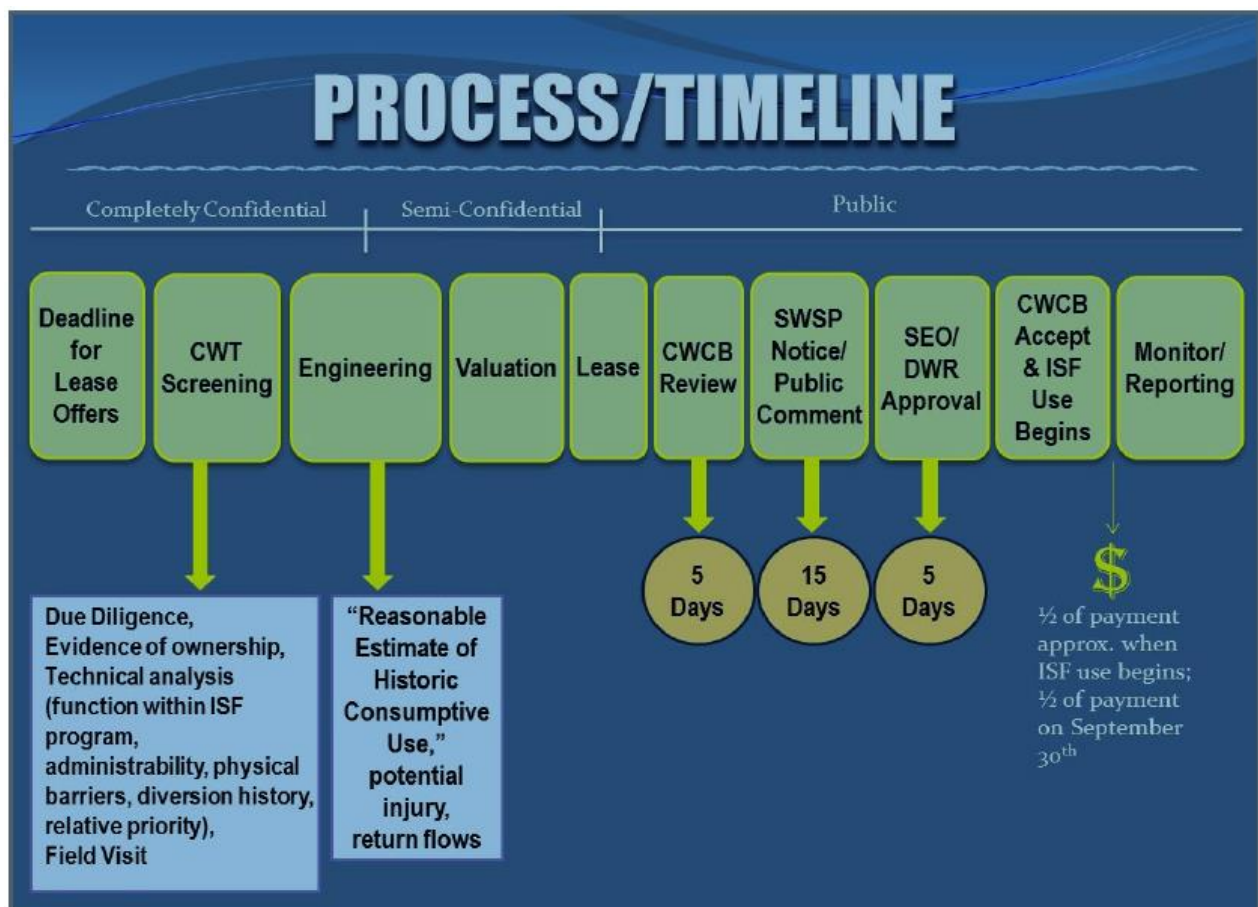 PROCESS/TIMELINE
Completely Confidential
Semi-Confidential
Public
Deadline
for
Lease
Offers
CWT
Screening
Engineering
Valuation
Lease
CWCB
Review
SWSP
Notice/
Public
Comment
SEO/
DWR
Approval
CWCB
Accept
& ISF
Use
Begins
Monitor/
Reporting
Due Diligence,
Evidence of ownership,
Technical analysis
(function within ISF
program,
administrability, physical
barriers, diversion history,
relative priority),
Field Visit
“Reasonable
Estimate of
Historic
Consumptive
Use,”
potential
injury,
return flows
5
Days
15
Days
5
Days
$
½ of payment
approx. when
ISF use begins;
½ of payment
on September
30th